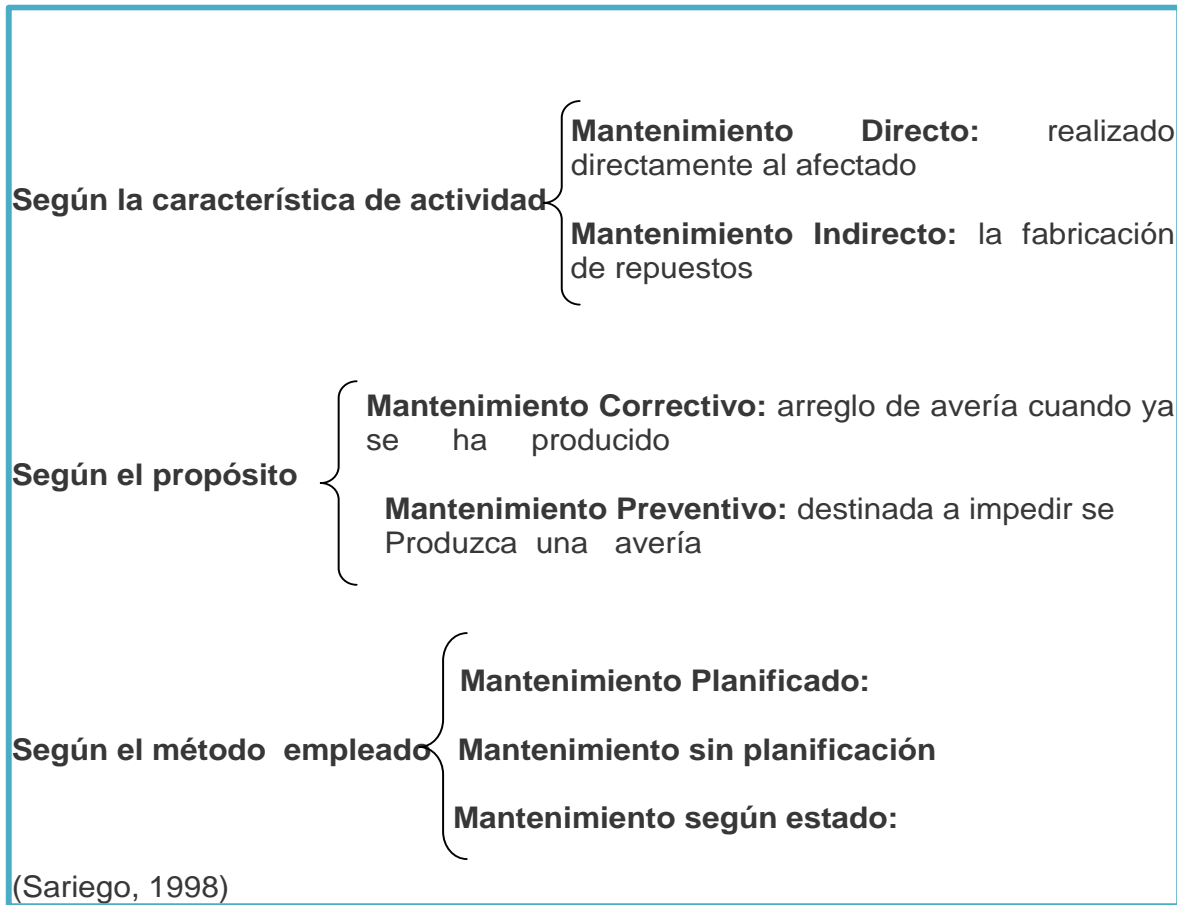 Mantenimiento Directo: realizado
directamente al afectado
Según la característica de actividad
Mantenimiento Indirecto: la fabricación
de repuestos
Mantenimiento Correctivo: arreglo de avería cuando ya
se ha producido
Según el propósito
Mantenimiento Preventivo: destinada a impedir se
Produzca una avería
Mantenimiento Planificado:
Según el método empleado
Mantenimiento sin planificación
Mantenimiento según estado:
(Sariego, 1998)